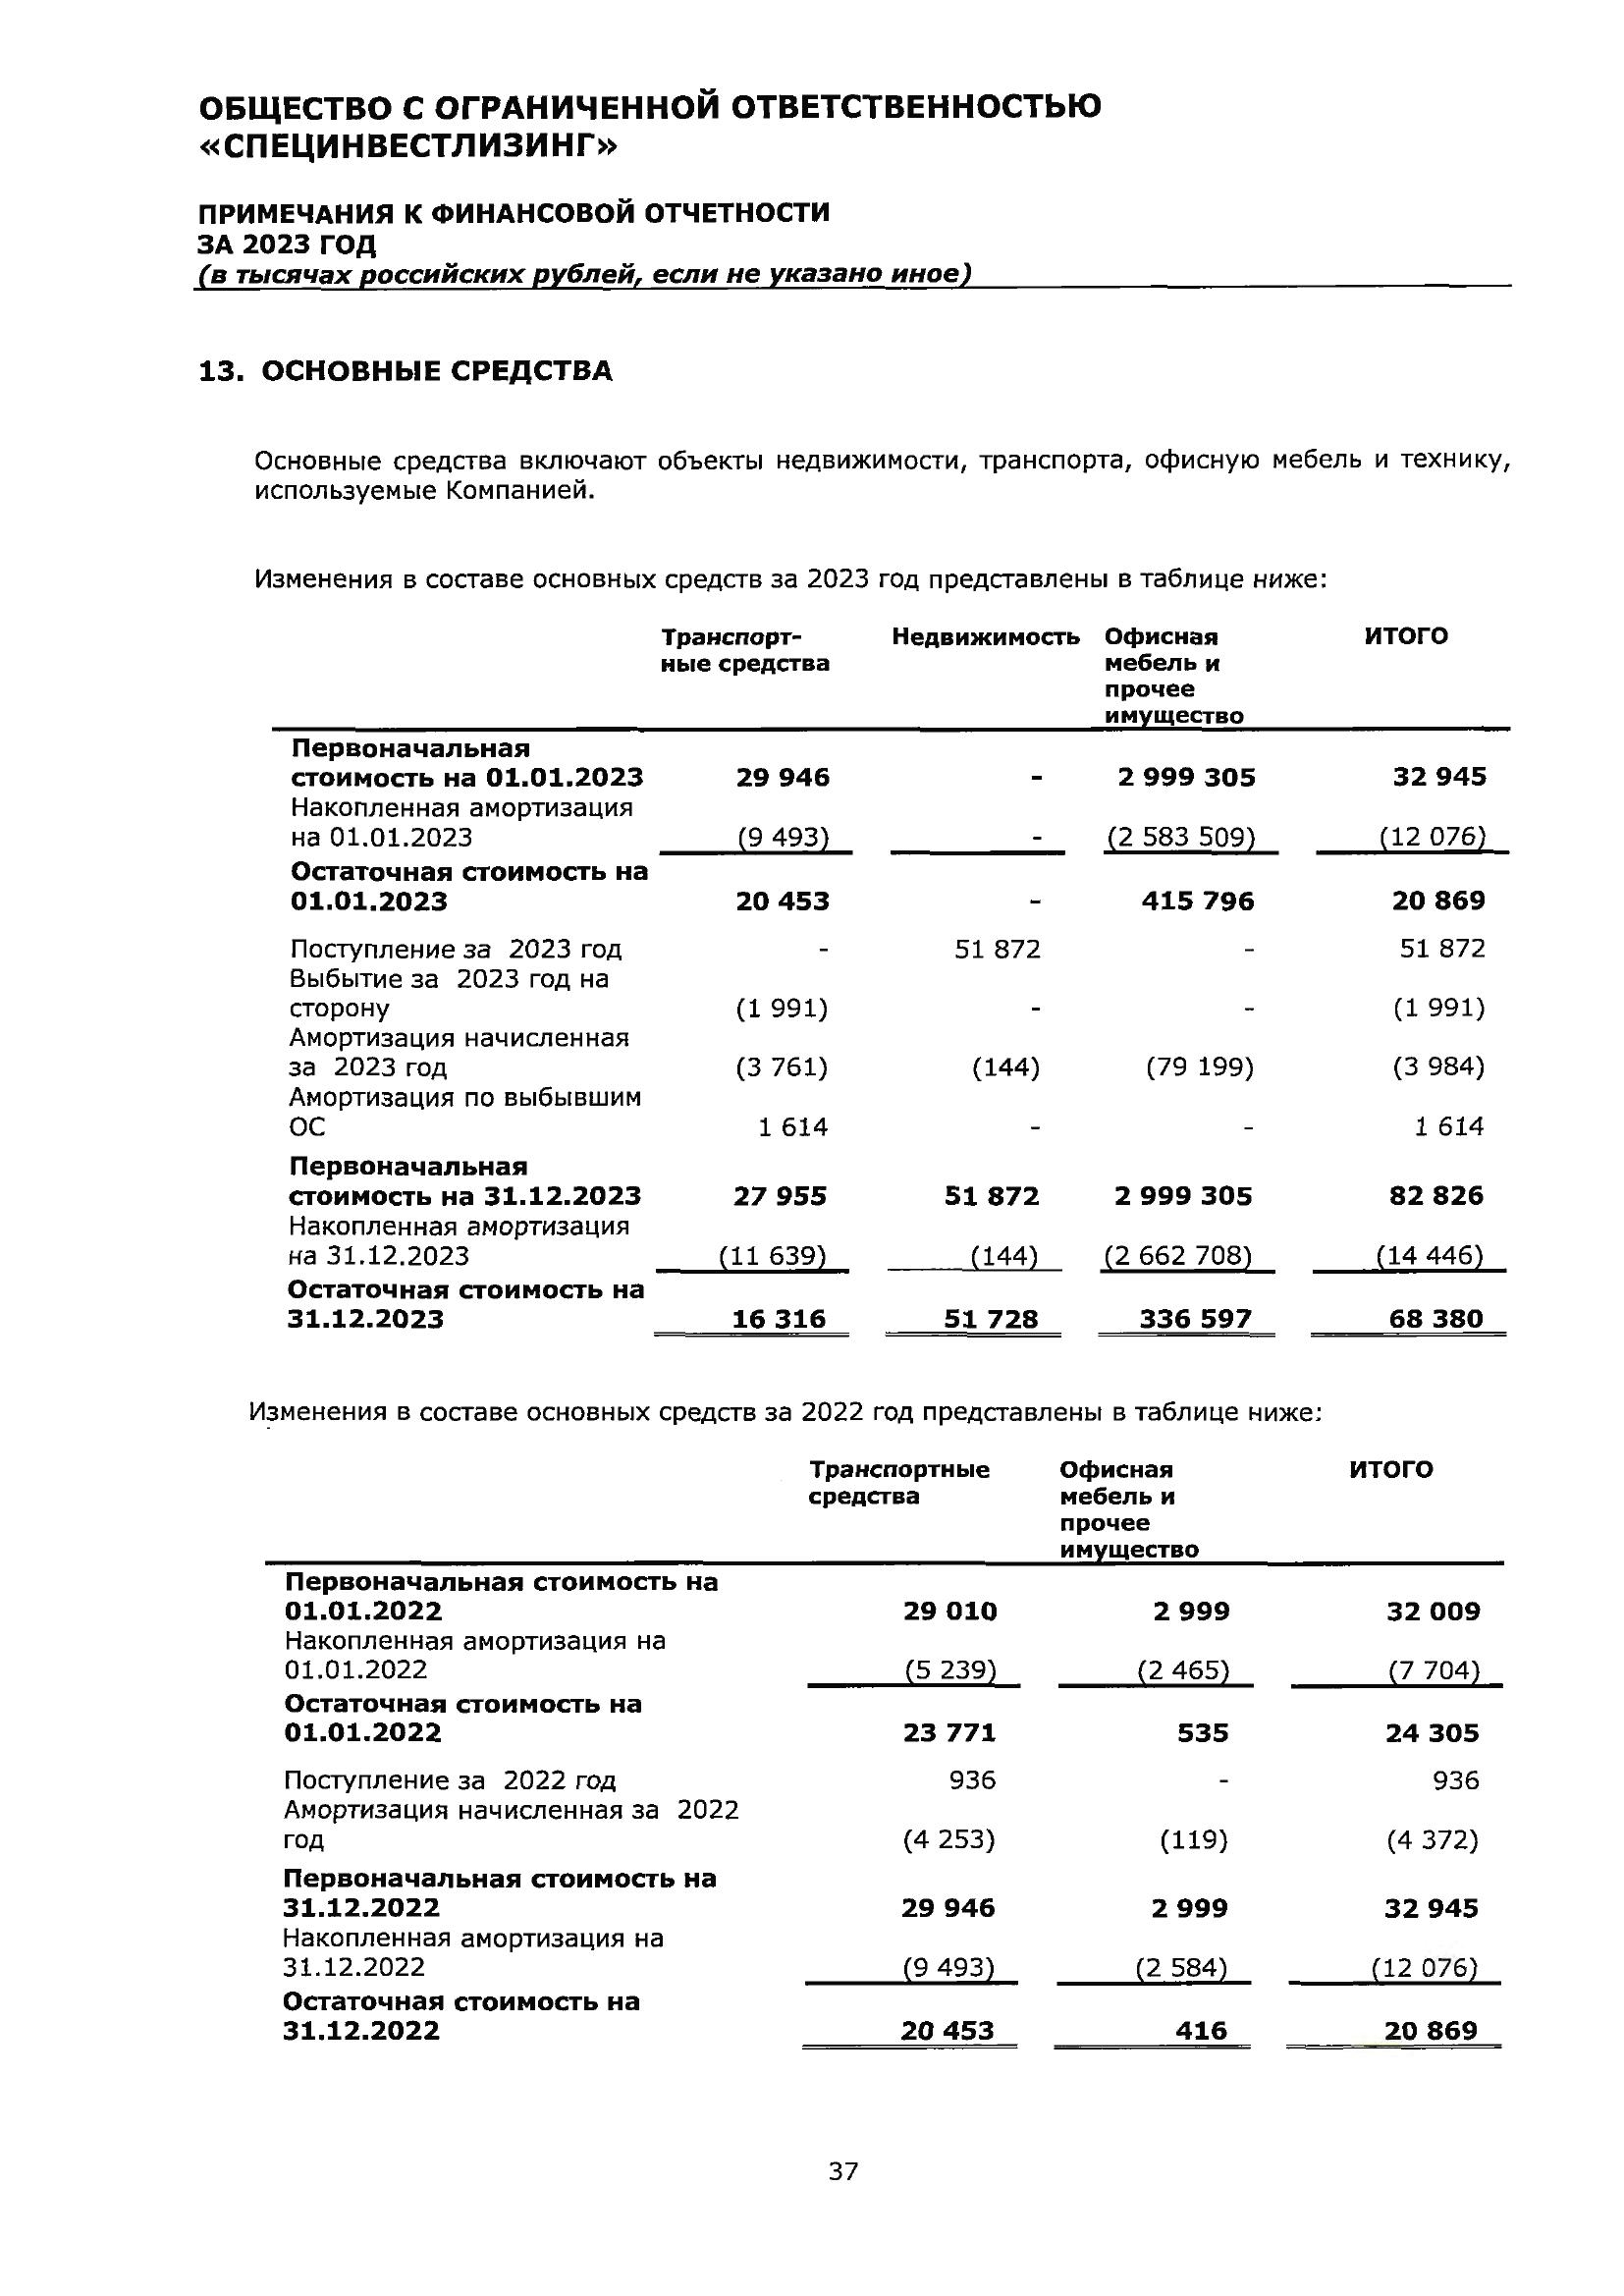 ОБЩЕСТВО С ОГРАНИЧЕННОЙ ОТВЕТСТВЕННОСТЬЮ
«СПЕЦИНВЕСТЛИЗИНГ»
ПРИМЕЧАНИЯ К ФИНАНСОВОЙ ОТЧЕТНОСТИ
ЗА 2023 ГОД
(в тысячах российских рублей, если не указано иное)
13. ОСНОВНЫЕ СРЕДСТВА
Основные средства включают объекты недвижимости, транспорта, офисную мебель и технику,
используемые Компанией.
Изменения в составе основных средств за 2023 год представлены в таблице ниже:
Транспорт- Недвижимость Офисная ИТОГО
ные средства мебель и
прочее
имущество
Первоначальная
стоимость на 01.01.2023 29 946 - 2 999 305 32 945
Накопленная амортизация
на 01.01.2023 (9 493) - (2 583 509) (12 076)
Остаточная стоимость на
01.01.2023 20 453 - 415 796 20 869
Поступление за 2023 год - 51 872 - 51 872
Выбытие за 2023 год на
сторону (1 991) - - (1 991)
Амортизация начисленная
за 2023 год (3 761) (144) (79 199) (3 984)
Амортизация по выбывшим
ОС 1 614 - - 1 614
Первоначальная
стоимость на 31.12.2023 27 955 51 872 2 999 305 82 826
Накопленная амортизация
на 31.12.2023 (11 639) (144) (2 662 708) (14 446)
Остаточная стоимость на
31.12.2023 16 316 51 728 336 597 68 380
Изменения в составе основных средств за 2022 год представлены в таблице ниже:
Транспортные Офисная ИТОГО
средства мебель и
прочее
имущество
Первоначальная стоимость на
01.01.2022 29 010 2 999 32 009
Накопленная амортизация на
01.01.2022 (5 239) (2 465) (7 704)
Остаточная стоимость на
01.01.2022 23 771 535 24 305
Поступление за 2022 год 936 - 936
Амортизация начисленная за 2022
год (4 253) (119) (4 372)
Первоначальная стоимость на
31.12.2022 29 946 2 999 32 945
Накопленная амортизация на
31.12.2022 (9 493) (2 584) (12 076)
Остаточная стоимость на
31.12.2022 20 453 416 20 869
37